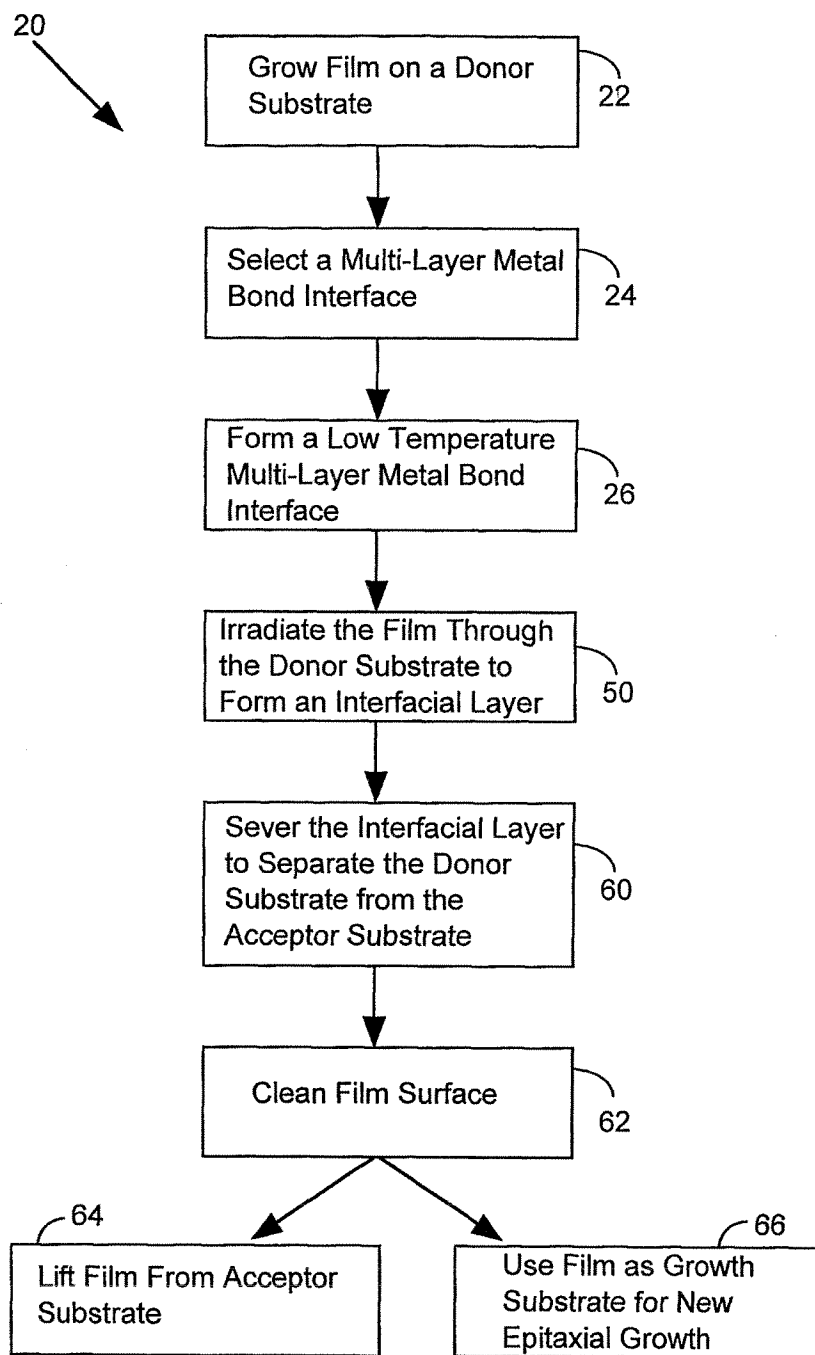 20
Grow Film on a Donor
Substrate
22
Select a Multi-Layer Metal
Bond Interface
24
Form a Low Temperature
Multi-Layer Metal Bond
Interface
26
Irradiate the Film Through
the Donor Substrate to
Form an Interfacial Layer
50
Sever the Interfacial Layer
to Separate the Donor
Substrate from the
Acceptor Substrate
60
Clean Film Surface
62
64
Lift Film From Acceptor
Substrate
66
Use Film as Growth
Substrate for New
Epitaxial Growth